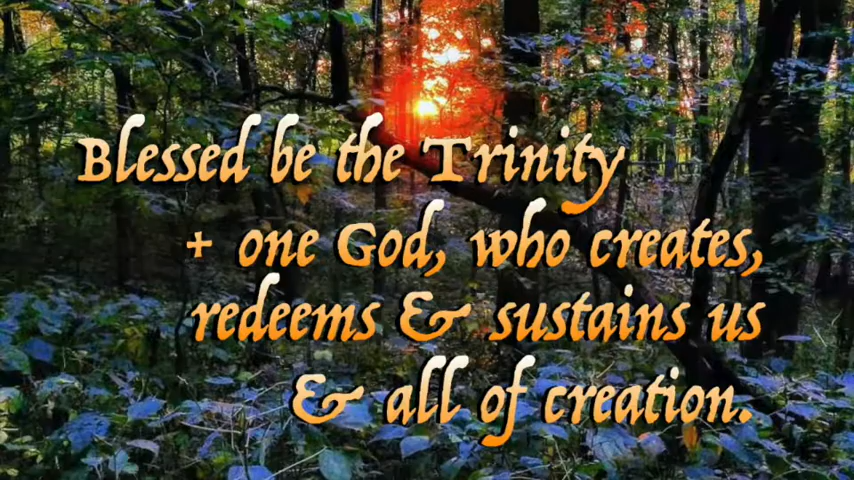 Blessed be the Trinity
+ one God, who creates,
redeems & sustains us
& all of creation.